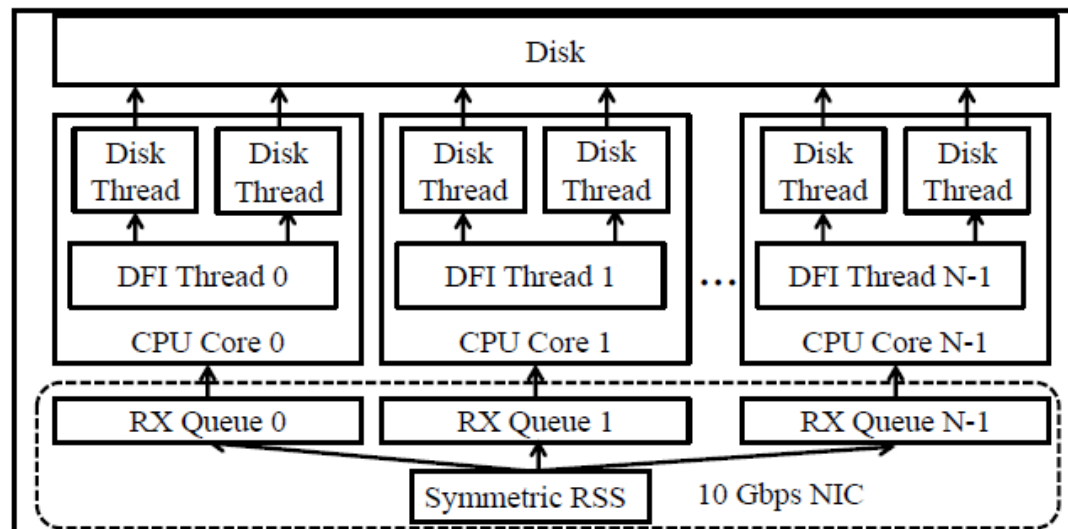 Disk
Disk Thread Disk Thread Disk Thread Disk Thread Disk Thread Disk Thread
DFI Thread 0 DFI Thread 1 ... DFI Thread N-1
CPU Core 0 CPU Core 1 CPU Core N-1
RX Queue 0 RX Queue 1 RX Queue N-1
Symmetric RSS 10 Gbps NIC